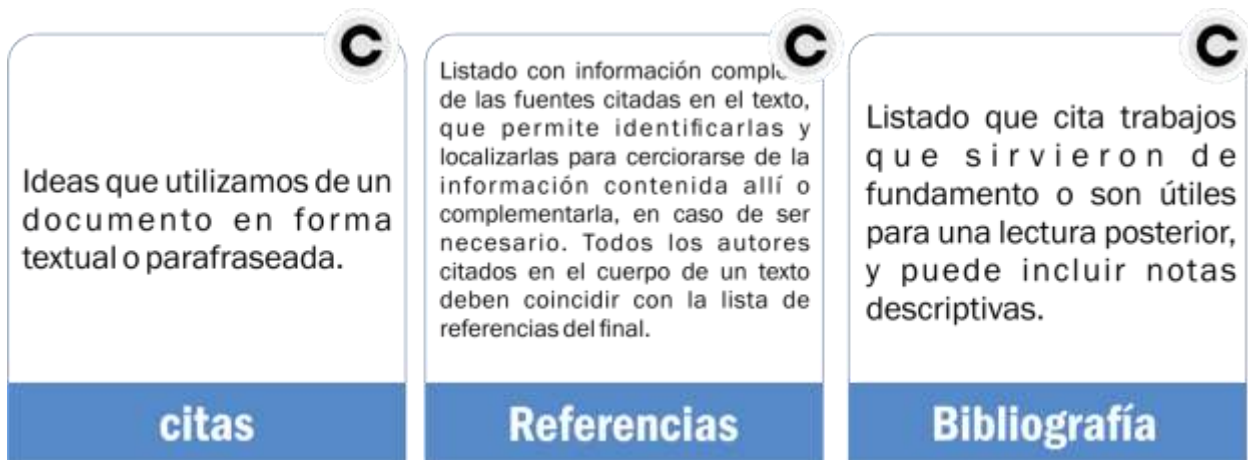 C
Ideas que utilizamos de un
documento en forma
textual o parafraseada.
citas
C
Listado con información
de las fuentes citadas en el texto,
que permite identificarlas y
localizarlas para cerciorarse de la
información contenida allí o
complementarla, en caso de ser
necesario. Todos los autores
citados en el cuerpo de un texto
deben coincidir con la lista de
referencias del final.
Referencias
C
Listado que cita trabajos
que sirvieron de
fundamento o son útiles
para una lectura posterior,
y puede incluir notas
descriptivas.
Bibliografía